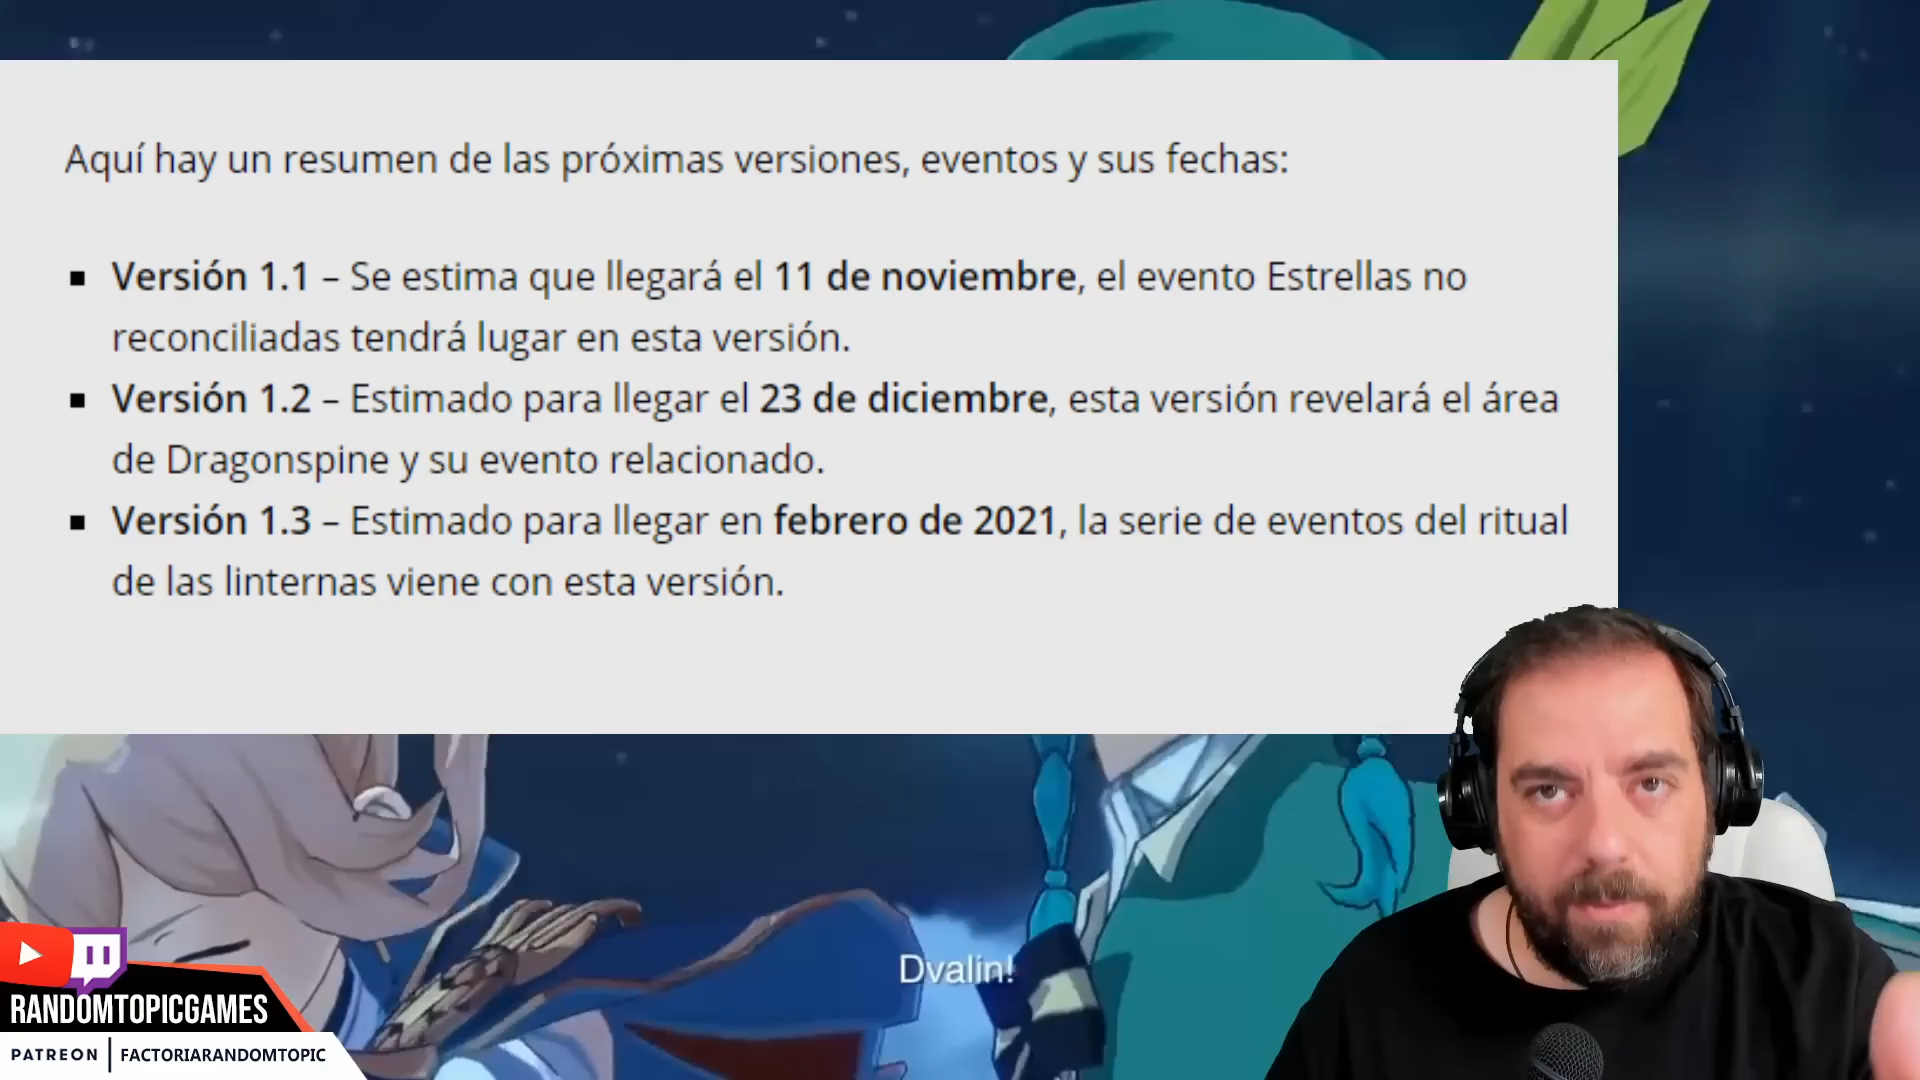 Aquí hay un resumen de las próximas versiones, eventos y sus fechas:
▪ Versión 1.1 – Se estima que llegará el 11 de noviembre, el evento Estrellas no
reconciliadas tendrá lugar en esta versión.
▪ Versión 1.2 – Estimado para llegar el 23 de diciembre, esta versión revelará el área
de Dragonspine y su evento relacionado.
▪ Versión 1.3 – Estimado para llegar en febrero de 2021, la serie de eventos del ritual
de las linternas viene con esta versión.
Dvalin!
RANDOMTOPICGAMES
PATREON | FACTORIARANDOMTOPIC